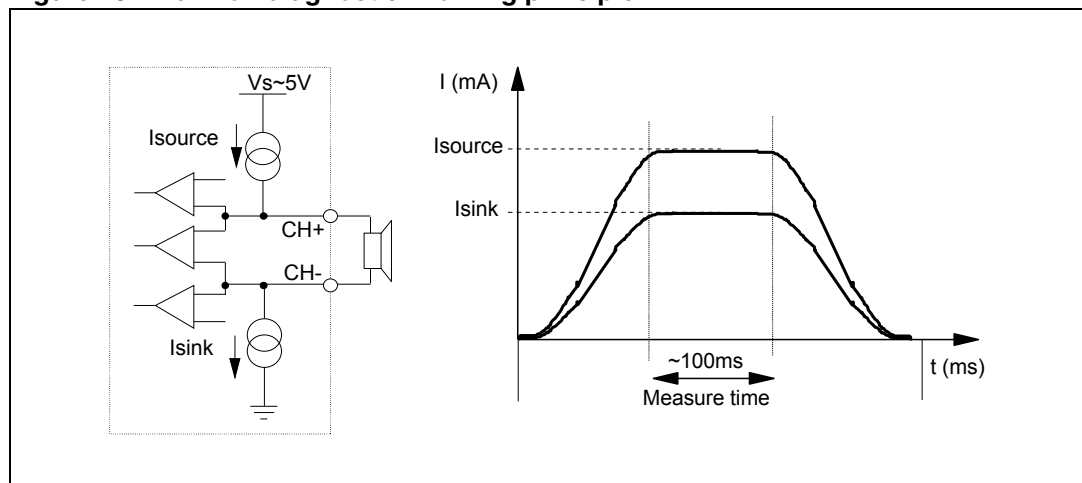 Vs~5V
Isource
CH+
CH-
Isink
I (mA)
Isource
Isink
~100ms
Measure time
t (ms)